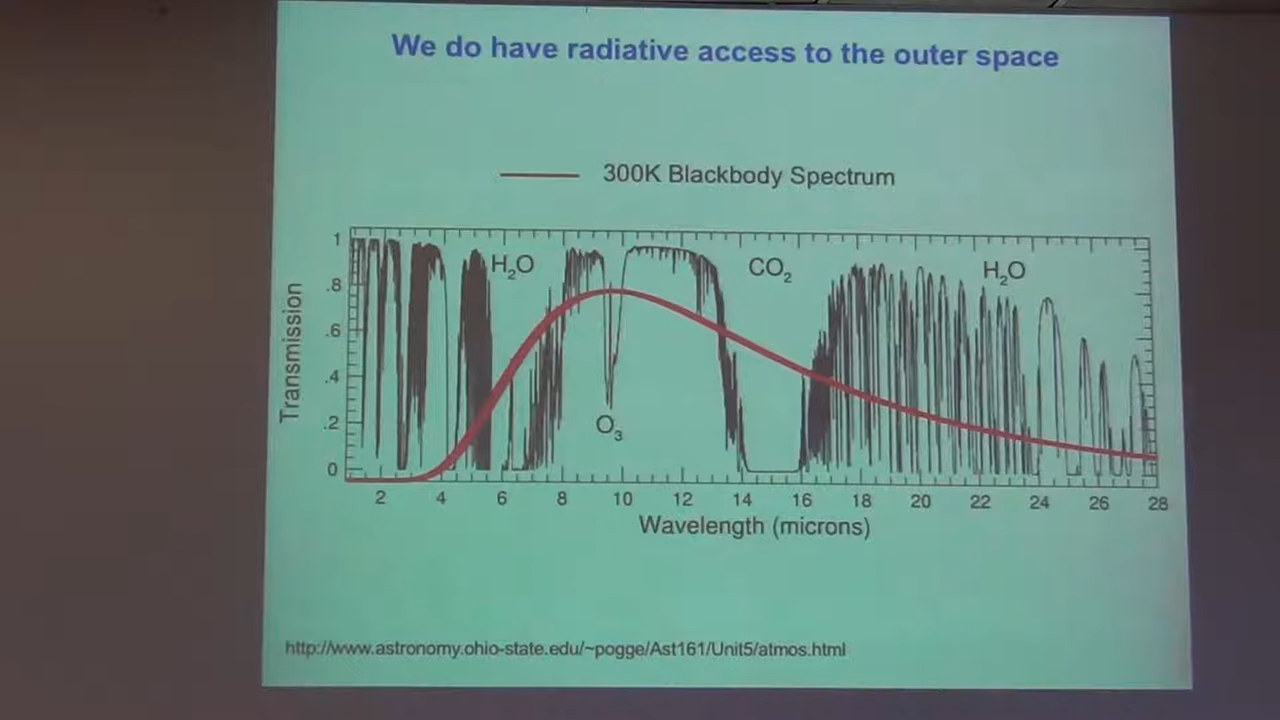 We do have radiative access to the outer space
300K Blackbody Spectrum
1
.8
.6
.4
.2
0
Transmission
H2O
O3
CO2
H2O
2 4 6 8 10 12 14 16 18 20 22 24 26 28
Wavelength (microns)
http://www.astronomy.ohio-state.edu/~pogge/Ast161/Unit5/atmos.html